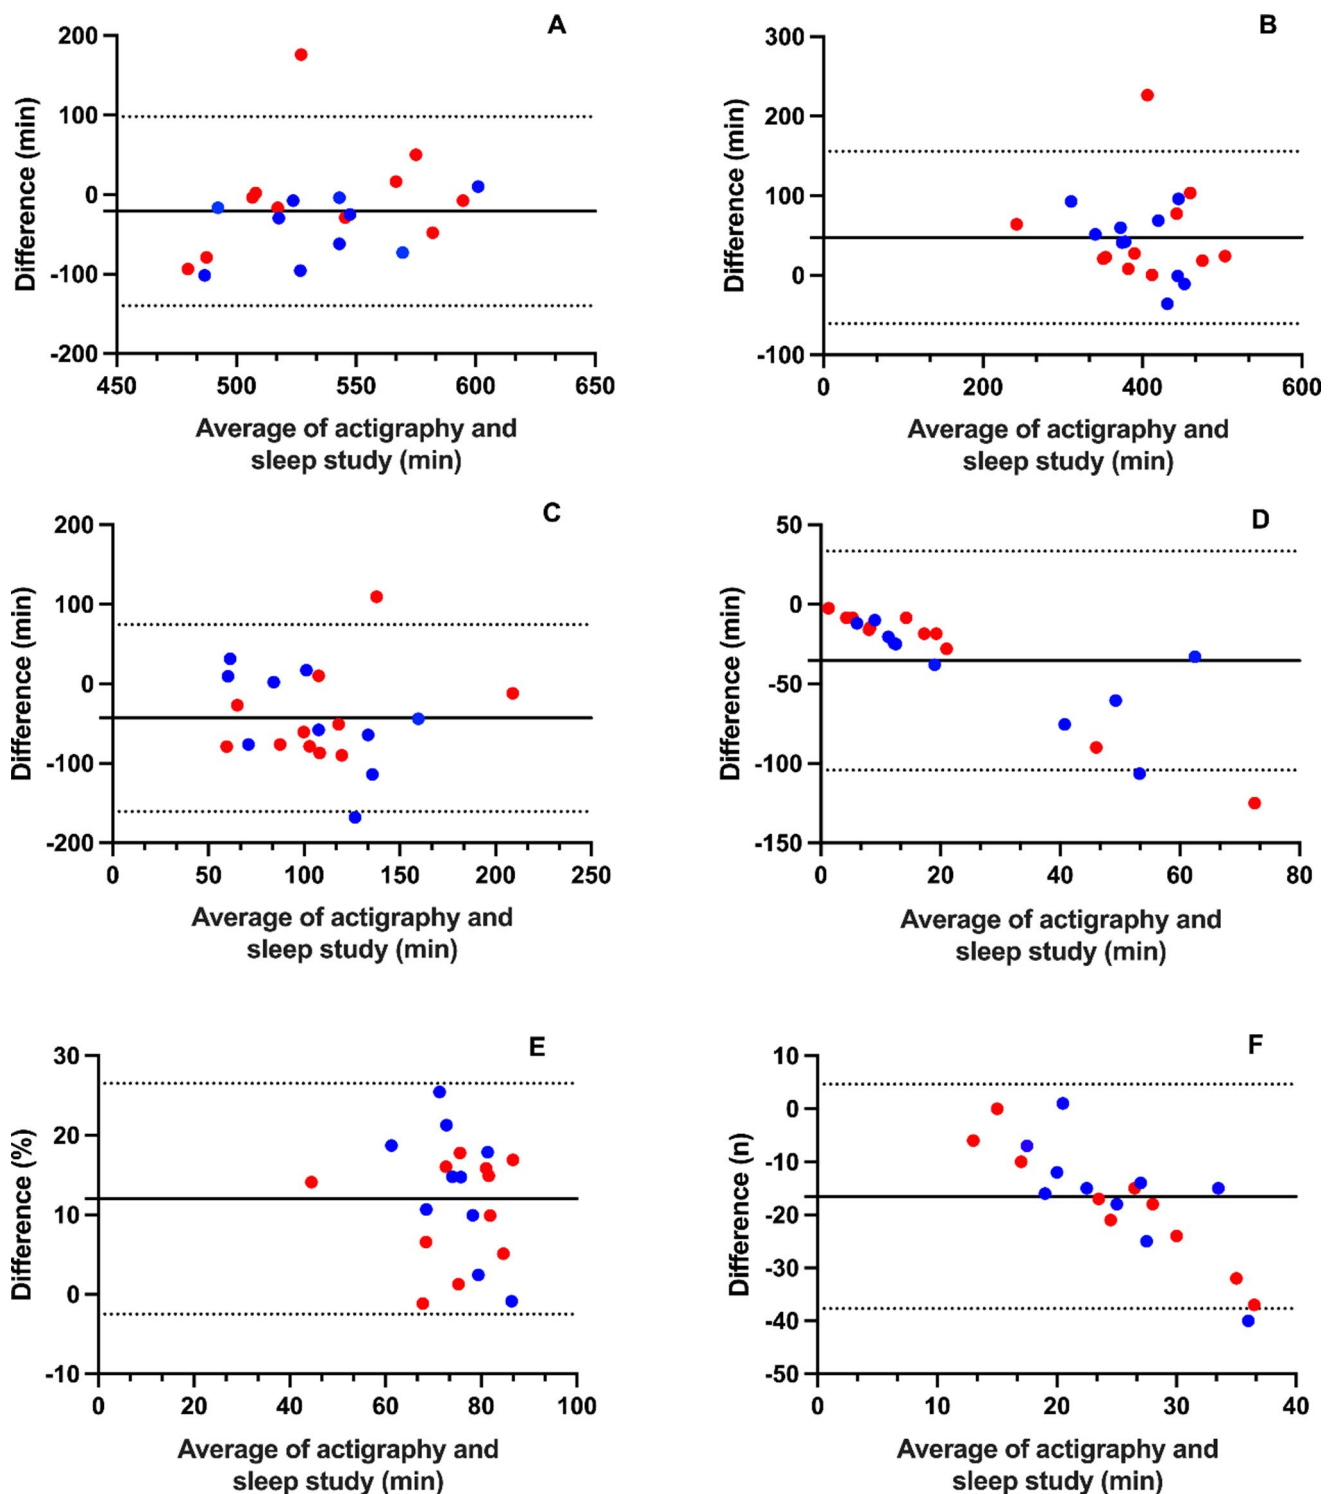 A
200
100
0
-100
-200
450
500
550
600
650
Difference (min)
Average of actigraphy and
sleep study (min)
B
300
200
100
0
-100
0
200
400
600
Difference (min)
Average of actigraphy and
sleep study (min)
C
200
100
0
-100
-200
0
50
100
150
200
250
Difference (min)
Average of actigraphy and
sleep study (min)
D
50
0
-50
-100
-150
0
20
40
60
80
Difference (min)
Average of actigraphy and
sleep study (min)
E
30
20
10
0
-10
0
20
40
60
80
100
Difference (%)
Average of actigraphy and
sleep study (min)
F
10
0
-10
-20
-30
-40
-50
0
10
20
30
40
Difference (n)
Average of actigraphy and
sleep study (min)